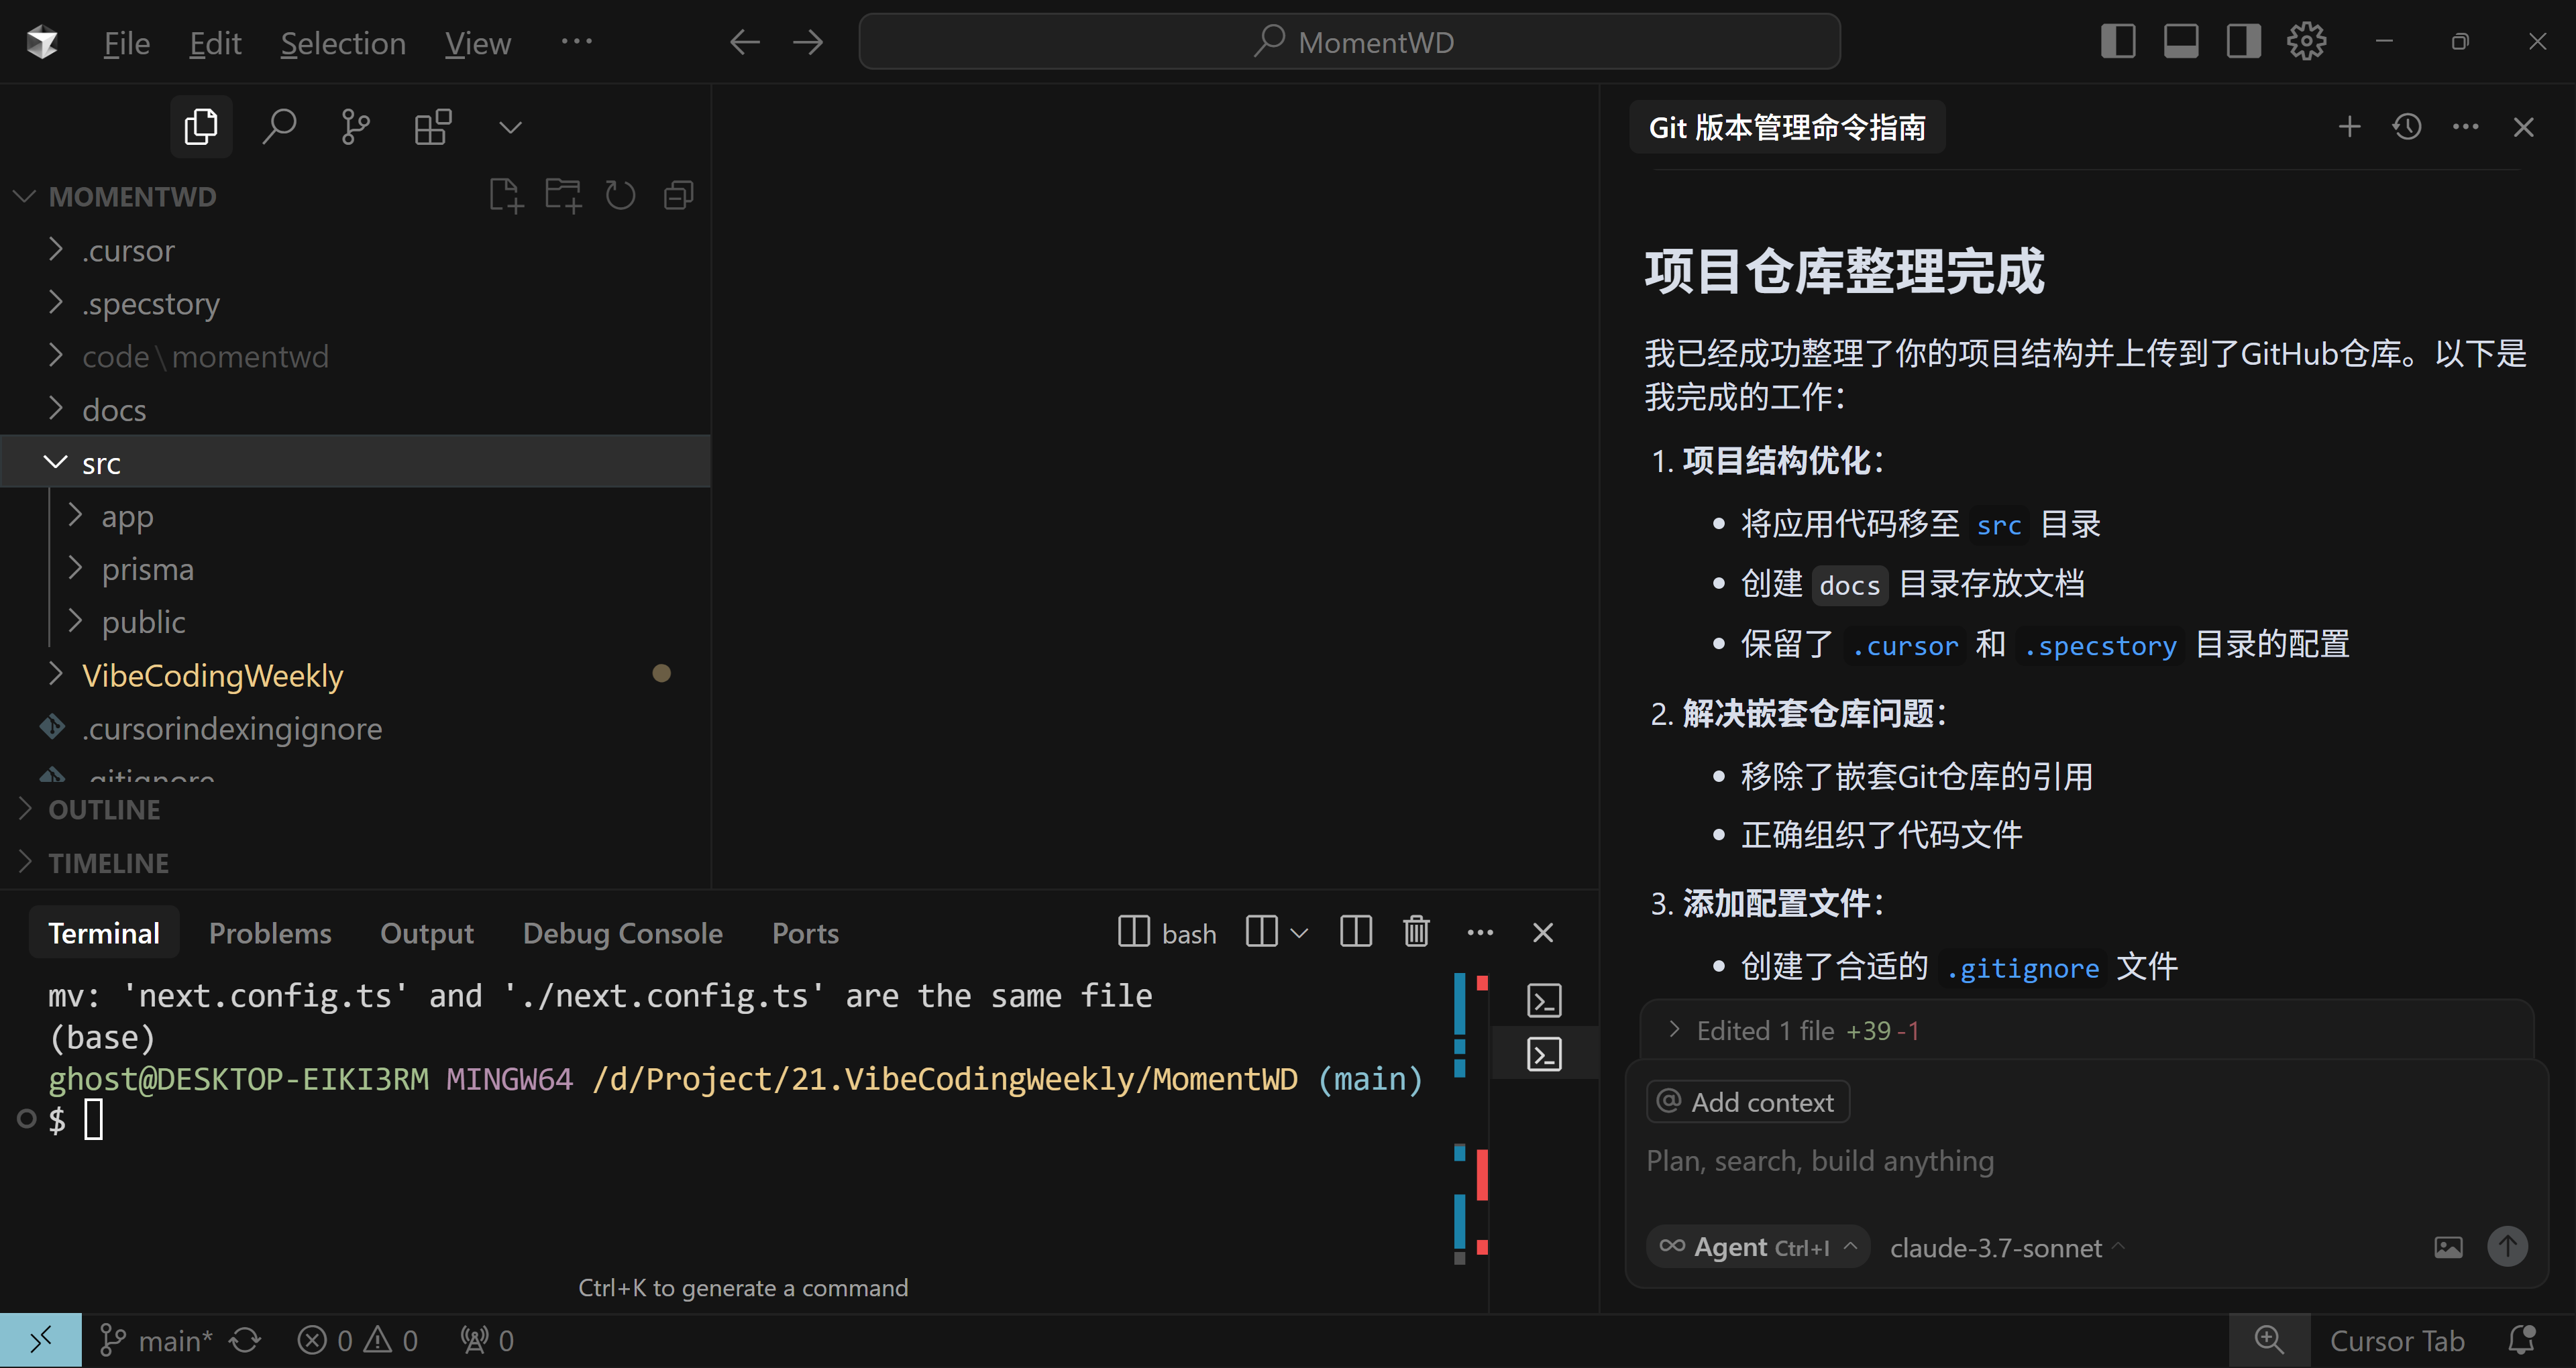 File Edit Selection View ···
MomentWD
MOMENTWD
.cursor
.specstory
code\momentwd
docs
src
app
prisma
public
VibeCodingWeekly
.cursorindexingignore
.gitignore
OUTLINE
TIMELINE
Terminal Problems Output Debug Console Ports
bash
mv: 'next.config.ts' and './next.config.ts' are the same file
(base)
ghost@DESKTOP-EIKI3RM MINGW64 /d/Project/21.VibeCodingWeekly/MomentWD (main)
$
Ctrl+K to generate a command
Git 版本管理命令指南
项目仓库整理完成
我已经成功整理了你的项目结构并上传到了GitHub仓库。以下是
我完成的工作：
1. 项目结构优化：
• 将应用代码移至 src 目录
• 创建 docs 目录存放文档
• 保留了 .cursor 和 .specstory 目录的配置
2. 解决嵌套仓库问题：
• 移除了嵌套Git仓库的引用
• 正确组织了代码文件
3. 添加配置文件：
• 创建了合适的 .gitignore 文件
Edited 1 file +39 -1
@ Add context
Plan, search, build anything
∞ Agent Ctrl+I claude-3.7-sonnet
main* 0 0 0
Cursor Tab